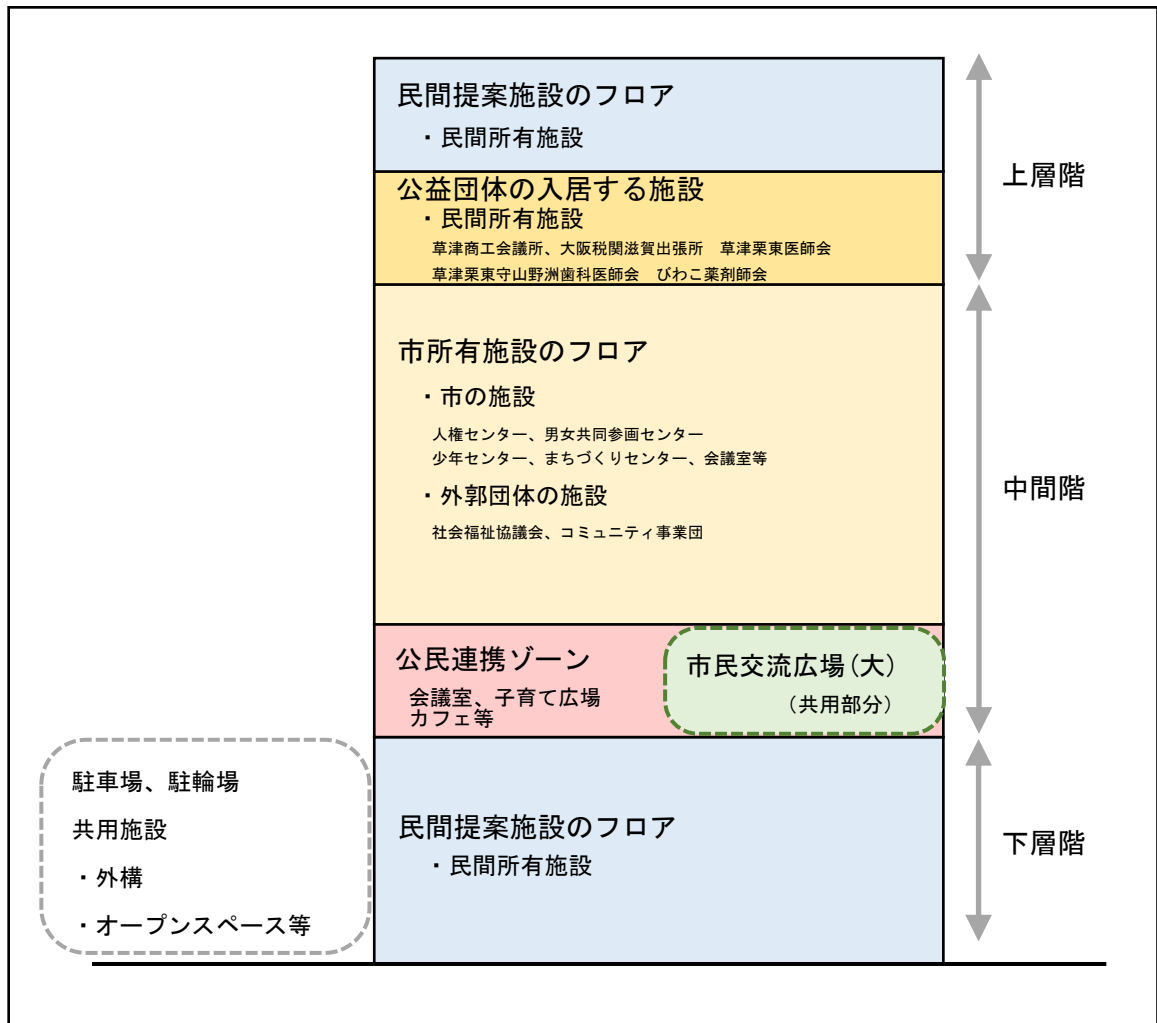 民間提案施設のフロア
・民間所有施設
公益団体の入居する施設
・民間所有施設
草津商工会議所、大阪税関滋賀出張所　草津栗東医師会
草津栗東守山野洲歯科医師会　びわこ薬剤師会
上層階
市所有施設のフロア
・市の施設
人権センター、男女共同参画センター
少年センター、まちづくりセンター、会議室等
・外郭団体の施設
社会福祉協議会、コミュニティ事業団
中間階
公民連携ゾーン
会議室、子育て広場
カフェ等
市民交流広場(大)
（共用部分）
駐車場、駐輪場
共用施設
・外構
・オープンスペース等
民間提案施設のフロア
・民間所有施設
下層階